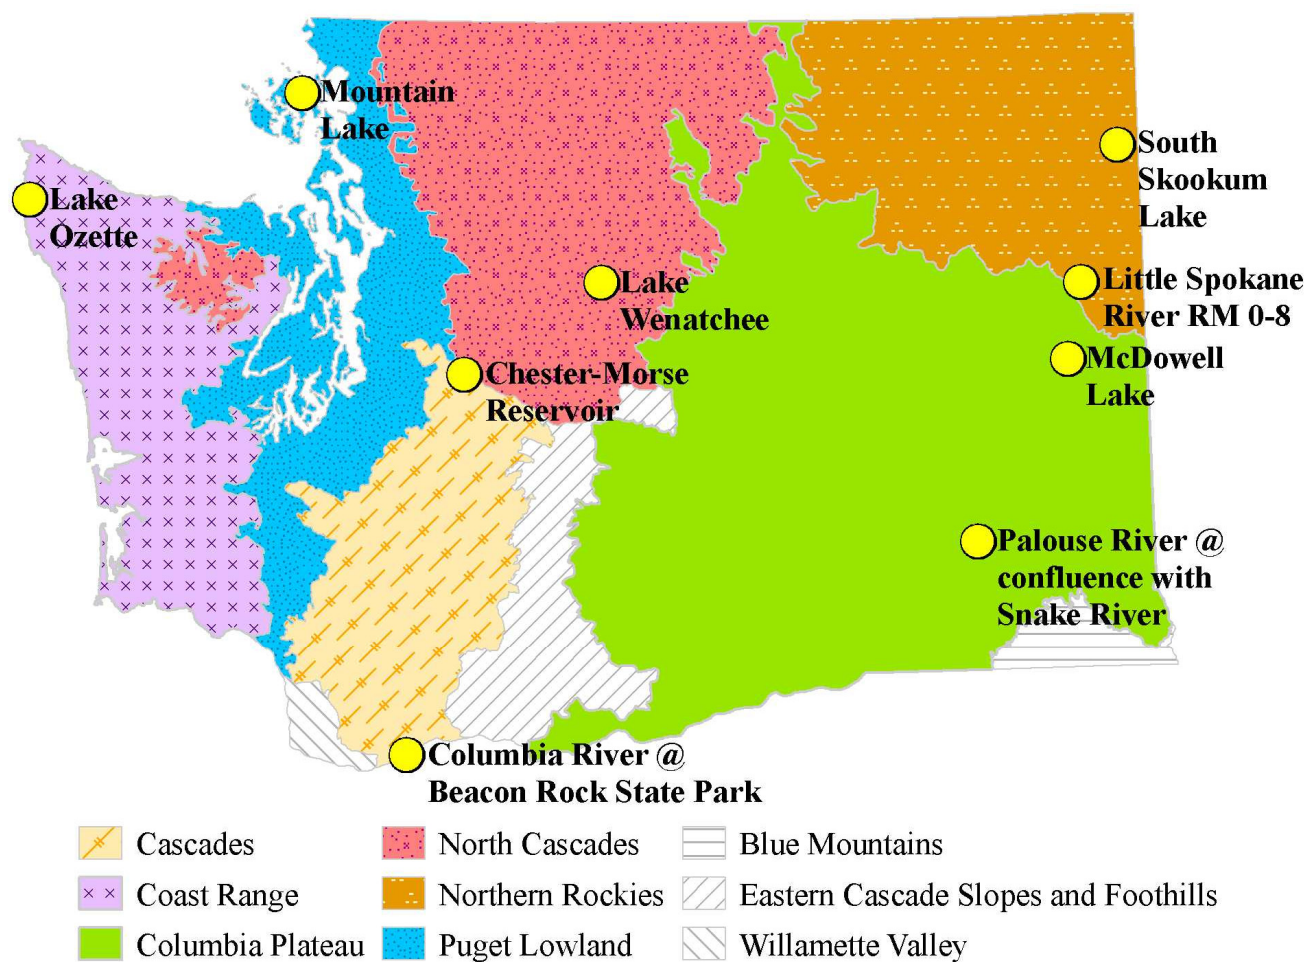 Mountain
Lake
South
Skookum
Lake
Lake
Ozette
Lake
Wenatchee
Little Spokane
River RM 0-8
Chester-Morse
Reservoir
McDowell
Lake
Palouse River @
confluence with
Snake River
Columbia River @
Beacon Rock State Park
Cascades
North Cascades
Blue Mountains
Coast Range
Northern Rockies
Eastern Cascade Slopes and Foothills
Columbia Plateau
Puget Lowland
Willamette Valley